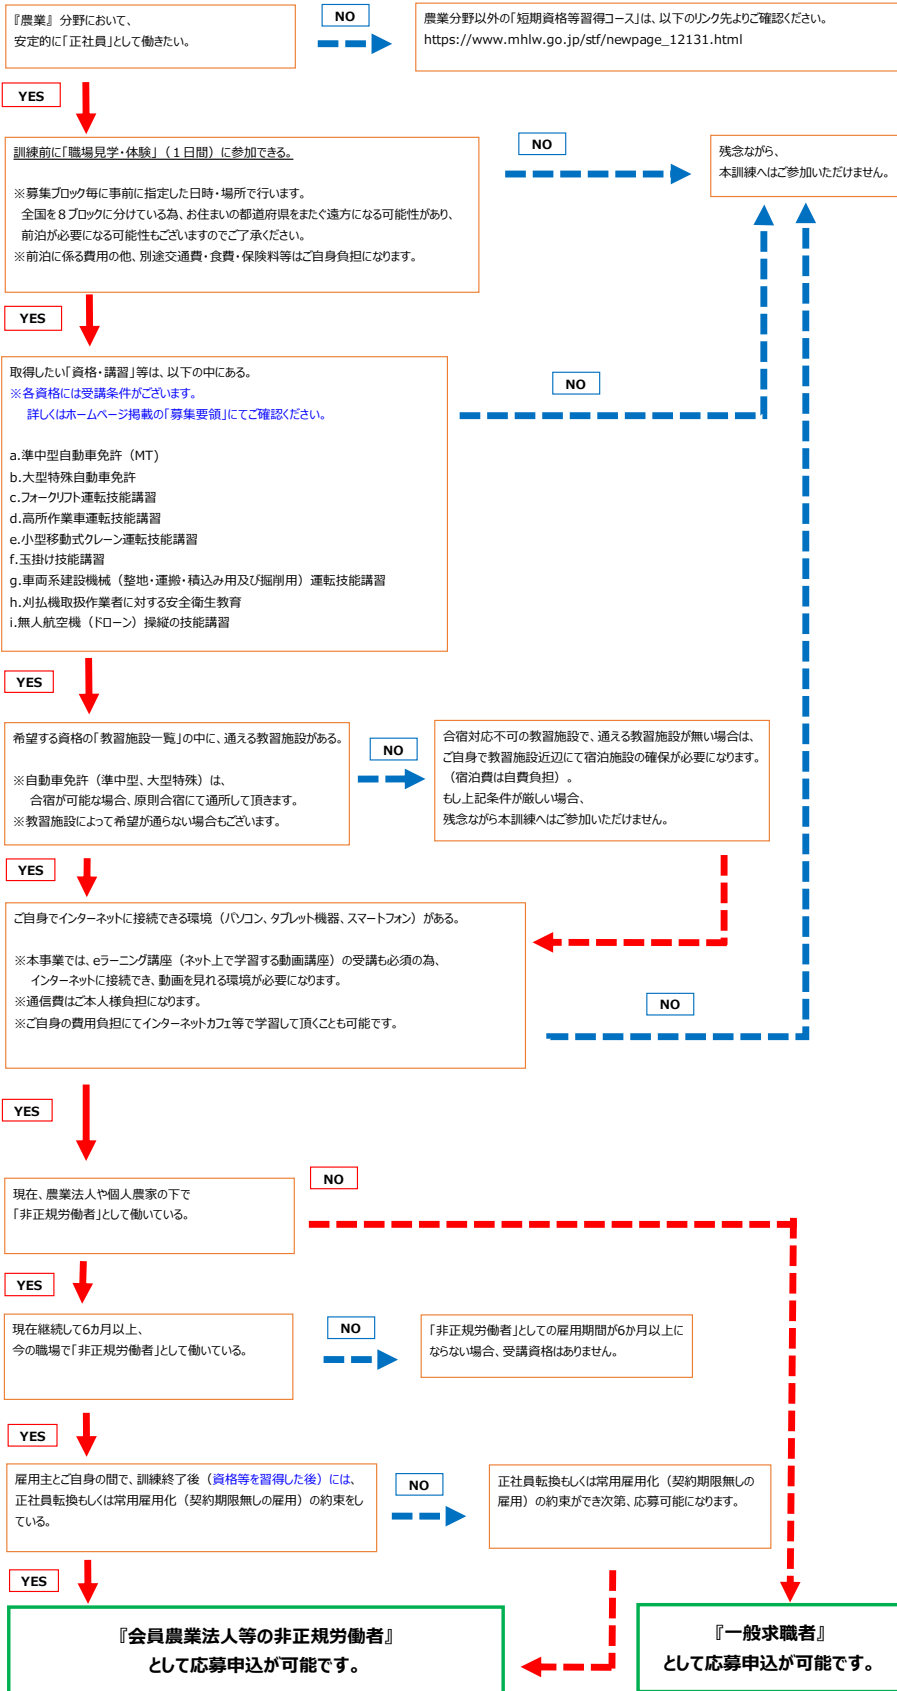 『農業』分野において、
安定的に「正社員」として働きたい。
NO
農業分野以外の「短期資格等習得コース」は、以下のリンク先よりご確認ください。
https://www.mhlw.go.jp/stf/newpage_12131.html
YES
訓練前に「職場見学・体験」（１日間）に参加できる。
※募集ブロック毎に事前に指定した日時・場所で行います。
全国を８ブロックに分けている為、お住まいの都道府県をまたぐ遠方になる可能性があり、
前泊が必要になる可能性もございますのでご了承ください。
※前泊に係る費用の他、別途交通費・食費・保険料等はご自身負担になります。
NO
残念ながら、
本訓練へはご参加いただけません。
YES
取得したい「資格・講習」等は、以下の中にある。
※各資格には受講条件がございます。
詳しくはホームページ掲載の「募集要領」にてご確認ください。
a.準中型自動車免許（MT)
b.大型特殊自動車免許
c.フォークリフト運転技能講習
d.高所作業車運転技能講習
e.小型移動式クレーン運転技能講習
f.玉掛け技能講習
g.車両系建設機械（整地・運搬・積込み用及び掘削用）運転技能講習
h.刈払機取扱作業者に対する安全衛生教育
i.無人航空機（ドローン）操縦の技能講習
NO
YES
希望する資格の「教習施設一覧」の中に、通える教習施設がある。
※自動車免許（準中型、大型特殊）は、
合宿が可能な場合、原則合宿にて通所して頂きます。
※教習施設によって希望が通らない場合もございます。
NO
合宿対応不可の教習施設で、通える教習施設が無い場合は、
ご自身で教習施設近辺にて宿泊施設の確保が必要になります。
（宿泊費は自費負担）。
もし上記条件が厳しい場合、
残念ながら本訓練へはご参加いただけません。
YES
ご自身でインターネットに接続できる環境（パソコン、タブレット機器、スマートフォン）がある。
※本事業では、eラーニング講座（ネット上で学習する動画講座）の受講も必須の為、
インターネットに接続でき、動画を見れる環境が必要になります。
※通信費はご本人様負担になります。
※ご自身の費用負担にてインターネットカフェ等で学習して頂くことも可能です。
NO
YES
現在、農業法人や個人農家の下で
「非正規労働者」として働いている。
NO
YES
現在継続して6カ月以上、
今の職場で「非正規労働者」として働いている。
NO
「非正規労働者」としての雇用期間が6か月以上に
ならない場合、受講資格はありません。
YES
雇用主とご自身の間で、訓練終了後（資格等を習得した後）には、
正社員転換もしくは常用雇用化（契約期限無しの雇用）の約束をし
ている。
NO
正社員転換もしくは常用雇用化（契約期限無しの
雇用）の約束ができ次第、応募可能になります。
YES
『会員農業法人等の非正規労働者』
として応募申込が可能です。
『一般求職者』
として応募申込が可能です。